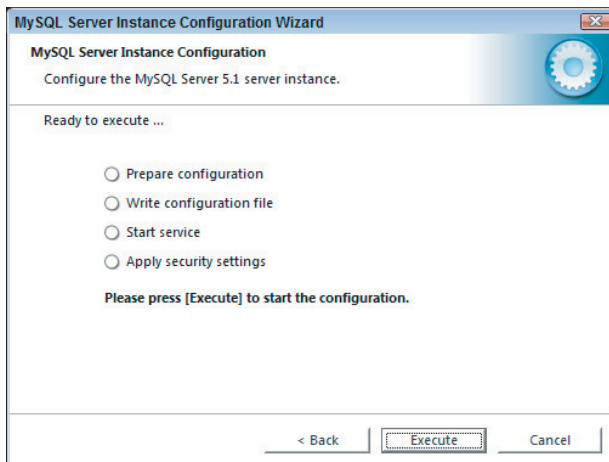 MySQL Server Instance Configuration Wizard
MySQL Server Instance Configuration
Configure the MySQL Server 5.1 server instance.
Ready to execute ...
Prepare configuration
Write configuration file
Start service
Apply security settings
Please press [Execute] to start the configuration.
< Back Execute Cancel